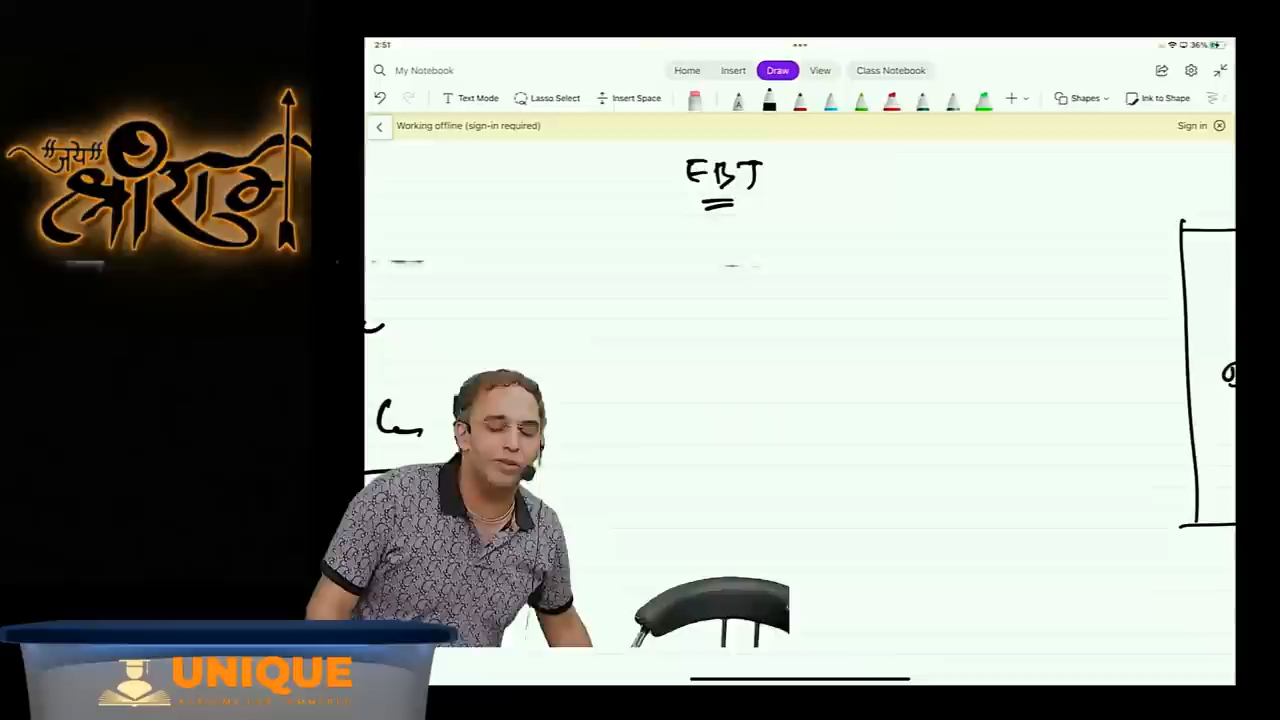 ॥जय॥
श्रीराम
2:51
36%
My Notebook
Home Insert Draw View Class Notebook
Text Mode Lasso Select Insert Space Shapes Ink to Shape
Working offline (sign-in required) Sign in
EBT
UNIQUE